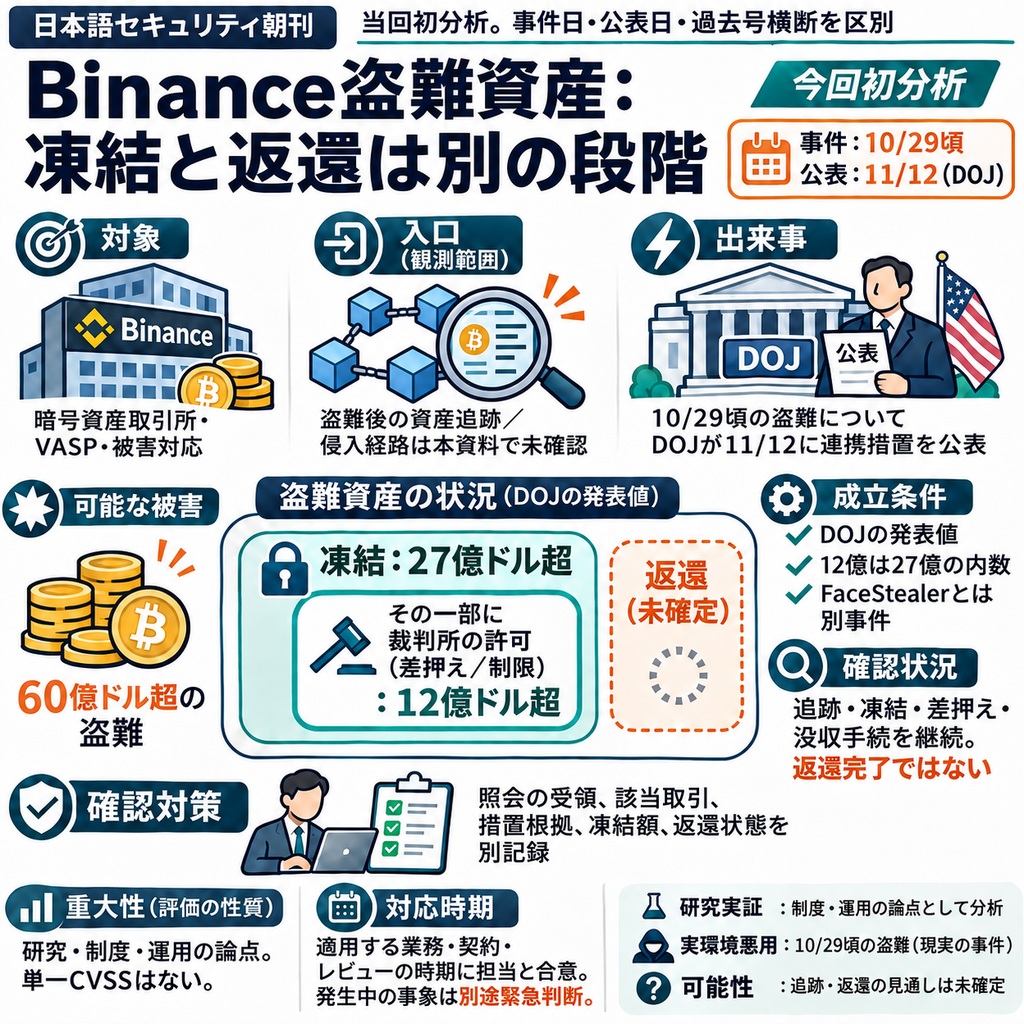 日本語セキュリティ朝刊
当回初分析。事件日・公表日・過去号横断を区別
Binance盗難資産：
凍結と返還は別の段階
今回初分析
事件：10/29頃
公表：11/12(DOJ)
対象
Binance
暗号資産取引所・
VASP・被害対応
入口
(観測範囲)
盗難後の資産追跡／
侵入経路は本資料で未確認
出来事
DOJ
公表
10/29頃の盗難について
DOJが11/12に連携措置を公表
可能な被害
60億ドル超の
盗難
盗難資産の状況(DOJの発表値)
凍結：27億ドル超
その一部に
裁判所の許可
(差押え／制限)
：12億ドル超
返還
(未確定)
成立条件
DOJの発表値
12億は27億の内数
FaceStealerとは
別事件
確認状況
追跡・凍結・差押え・
没収手続を継続。
返還完了ではない
確認対策
照会の受領、該当取引、
措置根拠、凍結額、返還状態を
別記録
重大性(評価の性質)
研究・制度・運用の論点。
単一CVSSはない。
対応時期
適用する業務・契約・
レビューの時期に担当と合意。
発生中の事象は別途緊急判断。
研究実証：制度・運用の論点として分析
実環境悪用：10/29頃の盗難(現実の事件)
可能性：追跡・返還の見通しは未確定